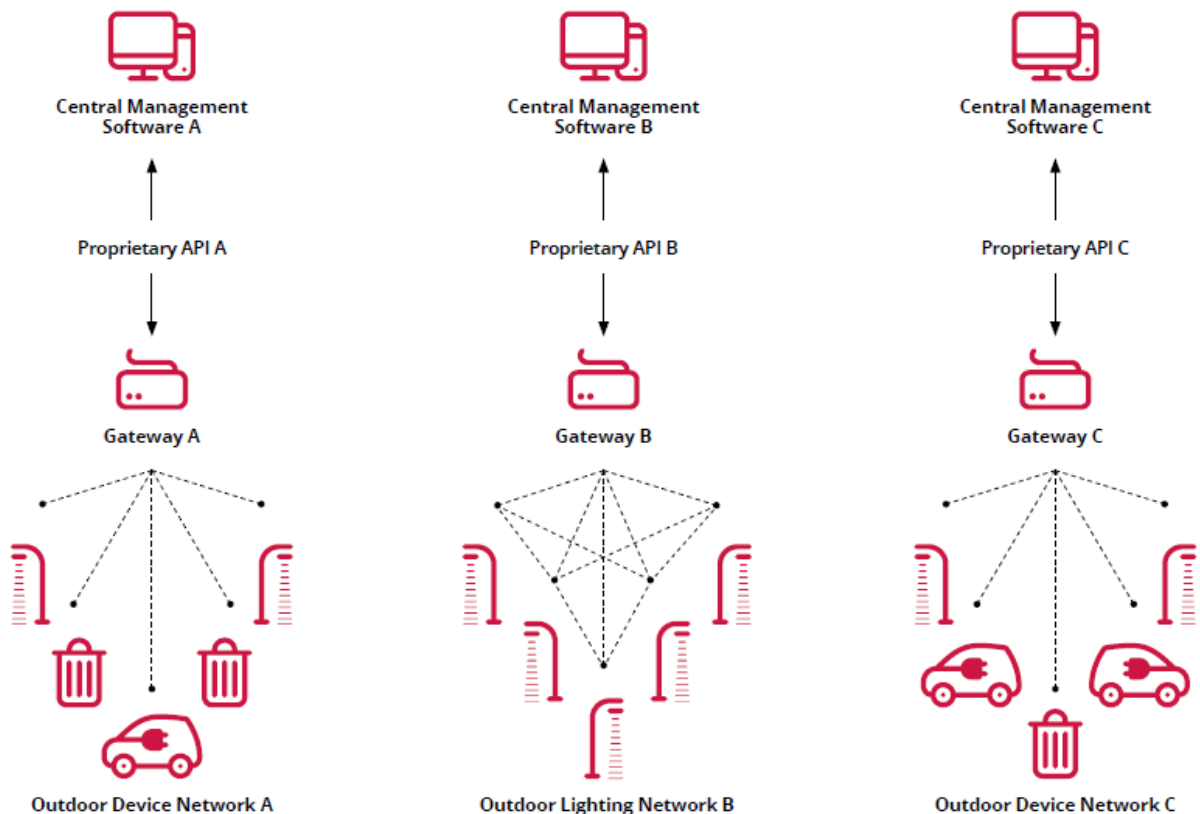 Central Management
Software A
Central Management
Software B
Central Management
Software C
Proprietary API A
Proprietary API B
Proprietary API C
Gateway A
Gateway B
Gateway C
Outdoor Device Network A
Outdoor Lighting Network B
Outdoor Device Network C